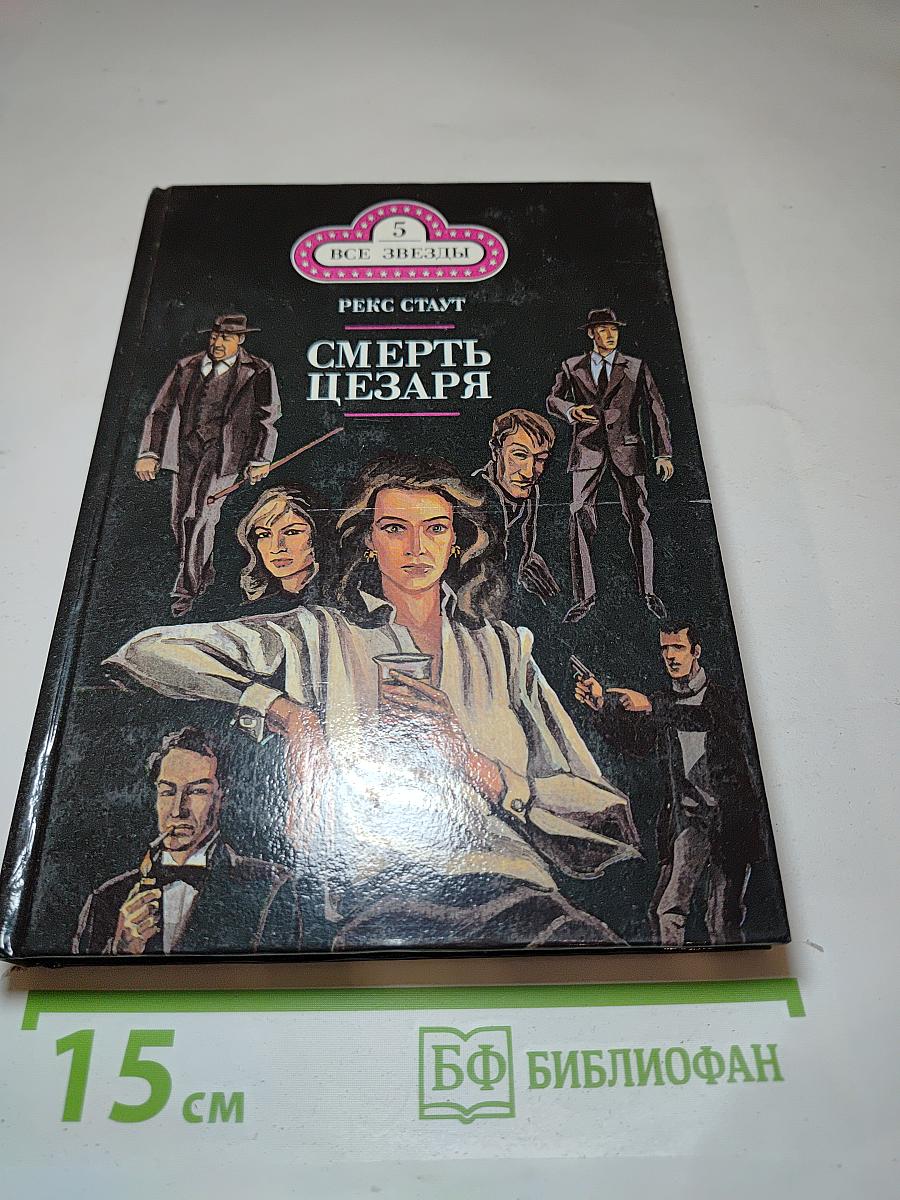 5
ВСЕ ЗВЕЗДЫ
РЕКС СТАУТ
СМЕРТЬ
ЦЕЗАРЯ
15 см
БФ БИБЛИОФАН